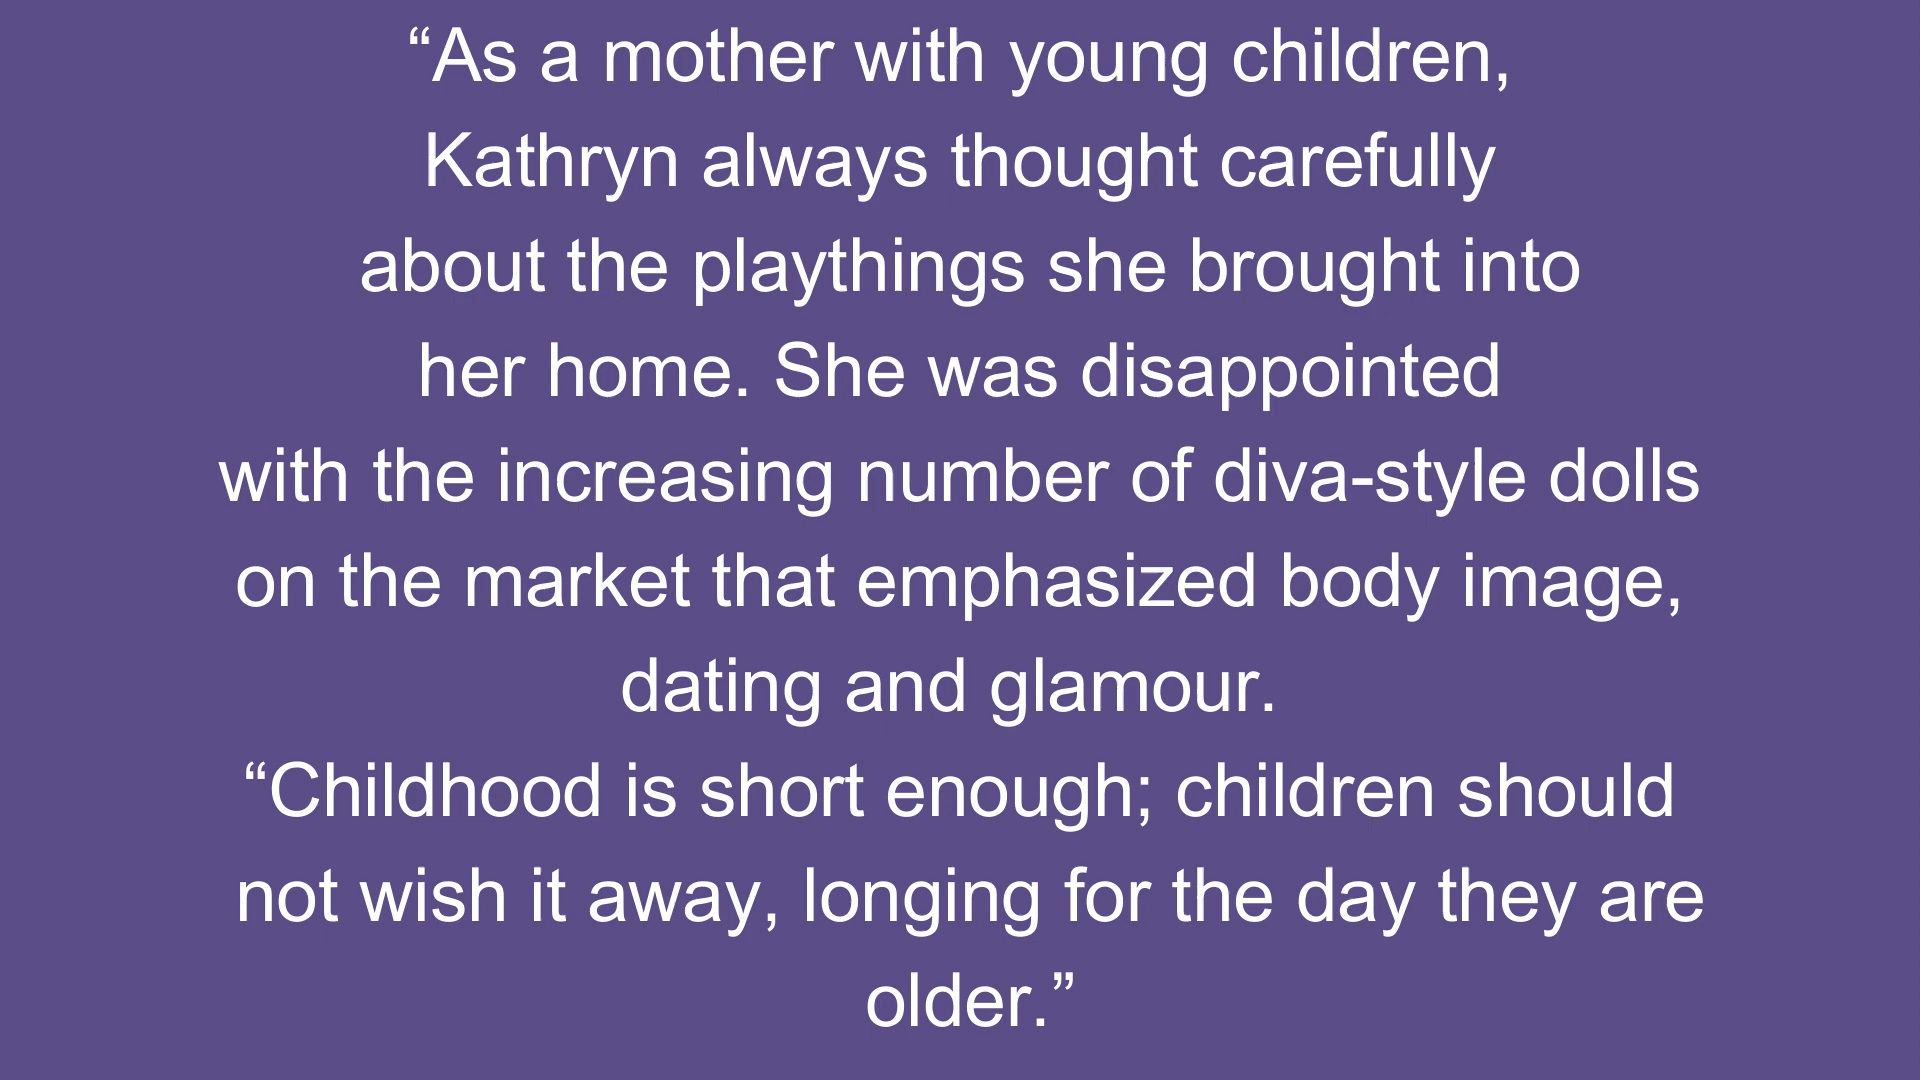 “As a mother with young children,
Kathryn always thought carefully
about the playthings she brought into
her home. She was disappointed
with the increasing number of diva-style dolls
on the market that emphasized body image,
dating and glamour.
“Childhood is short enough; children should
not wish it away, longing for the day they are
older.”